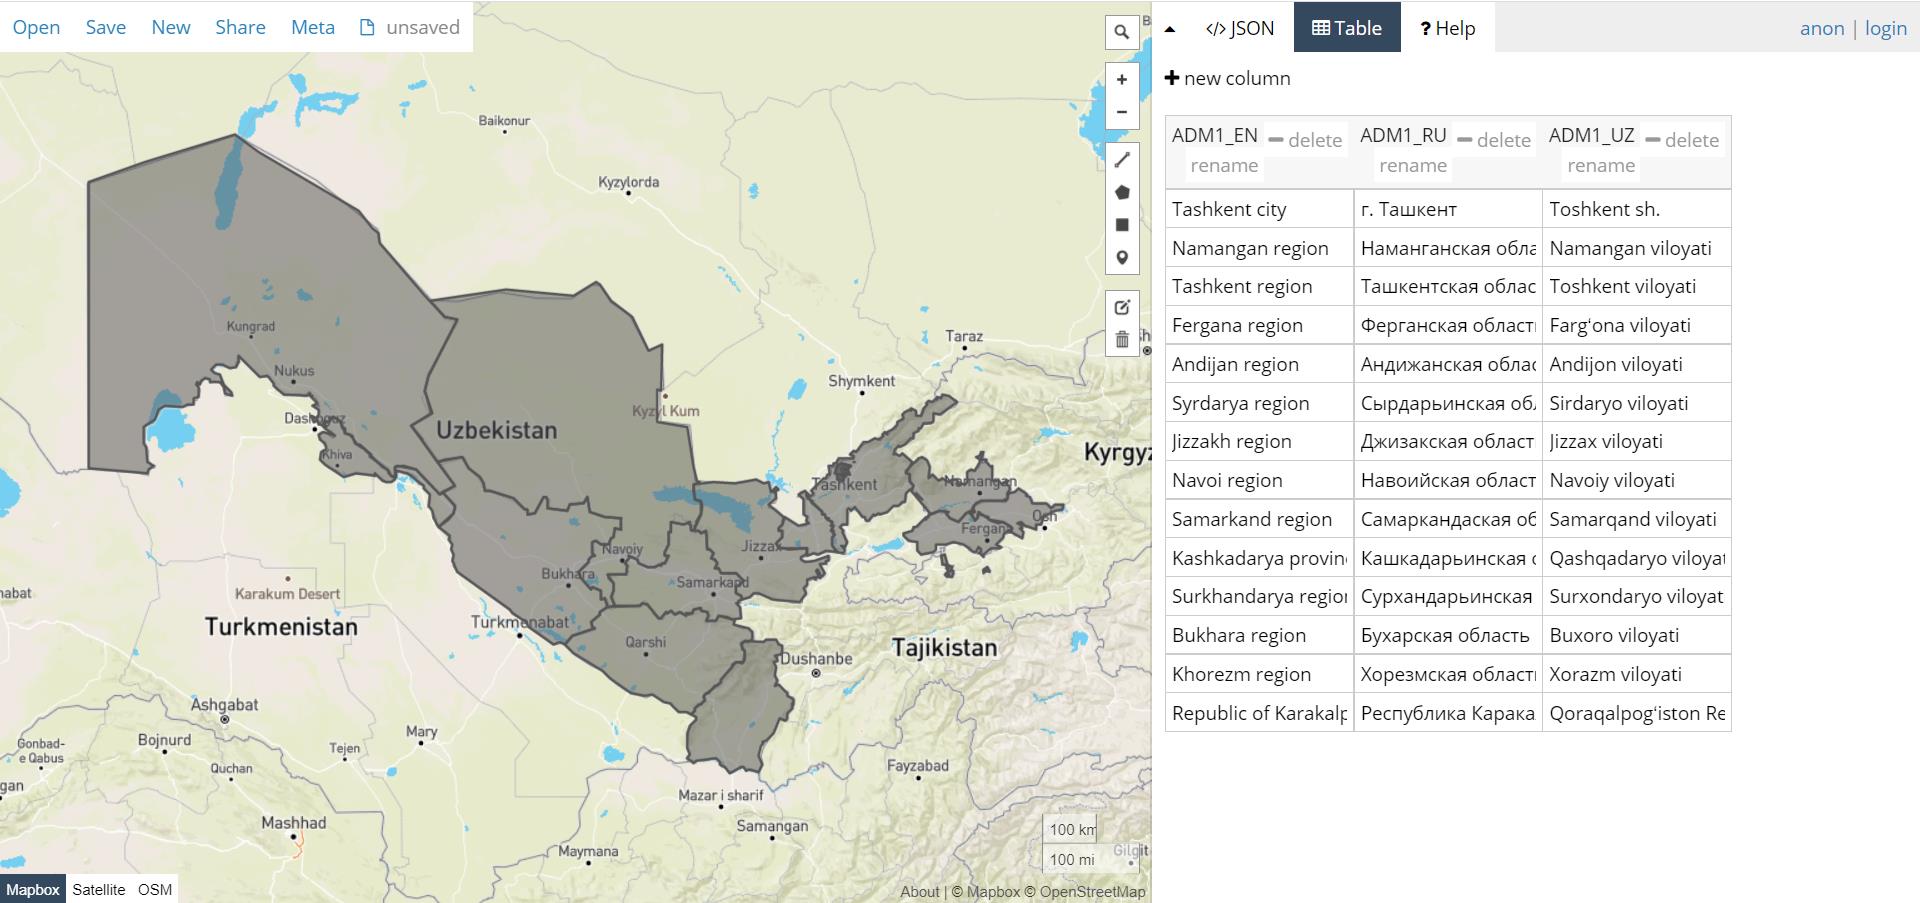 Open Save New Share Meta unsaved
</> JSON Table ? Help
anon | login
+ new column
ADM1_EN delete ADM1_RU delete ADM1_UZ delete
rename rename rename
Tashkent city г. Ташкент Toshkent sh.
Namangan region Наманганская обла Namangan viloyati
Tashkent region Ташкентская облас Toshkent viloyati
Fergana region Ферганская област Farg‘ona viloyati
Andijan region Андижанская облас Andijon viloyati
Syrdarya region Сырдарьинская об Sirdaryo viloyati
Jizzakh region Джизакская област Jizzax viloyati
Navoi region Навоийская област Navoiy viloyati
Samarkand region Самаркандаская об Samarqand viloyati
Kashkadarya provin Кашкадарьинская Qashqadaryo viloyat
Surkhandarya region Сурхандарьинская Surxondaryo viloyat
Bukhara region Бухарская область Buxoro viloyati
Khorezm region Хорезмская област Xorazm viloyati
Republic of Karakalp Республика Карака Qoraqalpog‘iston Re
Baikonur
Kyzylorda
Kungrad
Taraz
Nukus
Shymkent
Dashoguz
Kyzyl Kum
Uzbekistan
Khiva
Kyrgyz
Tashkent
Namangan
Osh
Fergana
Navoiy
Jizzax
Bukhara
Samarkand
Karakum Desert
nabat
Turkmenistan
Turkmenabat
Qarshi
Dushanbe
Tajikistan
Ashgabat
Mary
Gonbad-
e Qabus
Bojnurd
Tejen
Quchan
gan
Fayzabad
Mazar i sharif
Mashhad
Samangan
Maymana
100 km
100 mi
Gilgit
Mapbox Satellite OSM
About | © Mapbox © OpenStreetMap